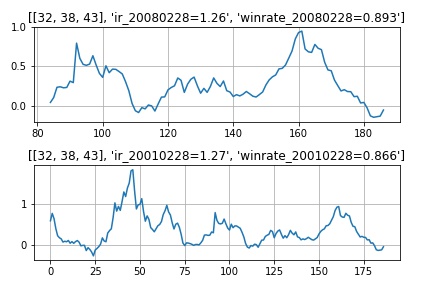 [[32, 38, 43], 'ir_20080228=1.26', 'winrate_20080228=0.893']
1.0
0.5
0.0
80 100 120 140 160 180
[[32, 38, 43], 'ir_20010228=1.27', 'winrate_20010228=0.866']
1
0
0 25 50 75 100 125 150 175